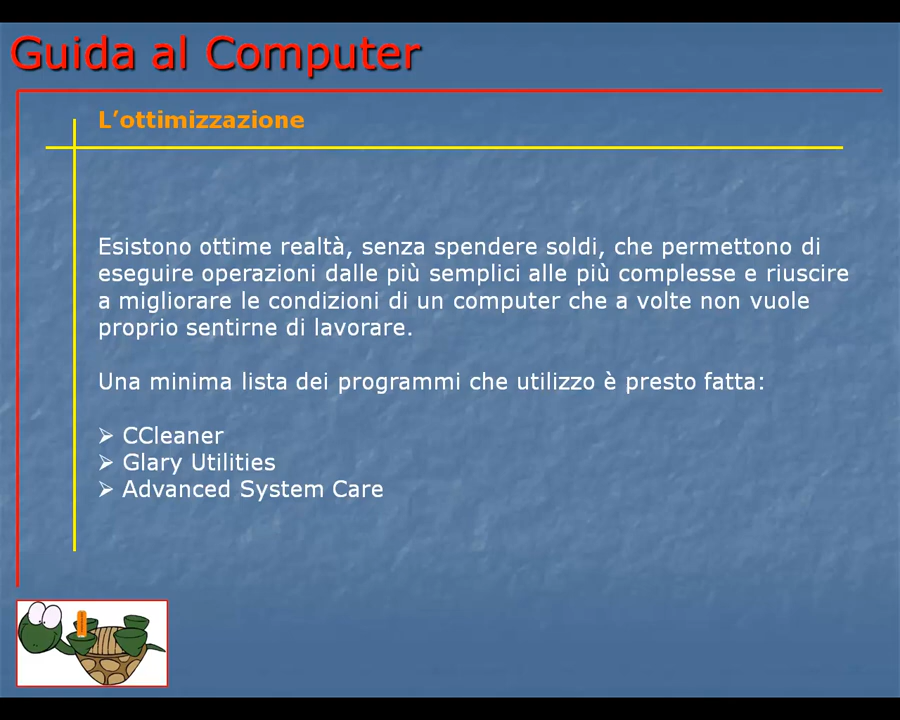 Guida al Computer
L’ottimizzazione
Esistono ottime realtà, senza spendere soldi, che permettono di
eseguire operazioni dalle più semplici alle più complesse e riuscire
a migliorare le condizioni di un computer che a volte non vuole
proprio sentirne di lavorare.
Una minima lista dei programmi che utilizzo è presto fatta:
➢ CCleaner
➢ Glary Utilities
➢ Advanced System Care